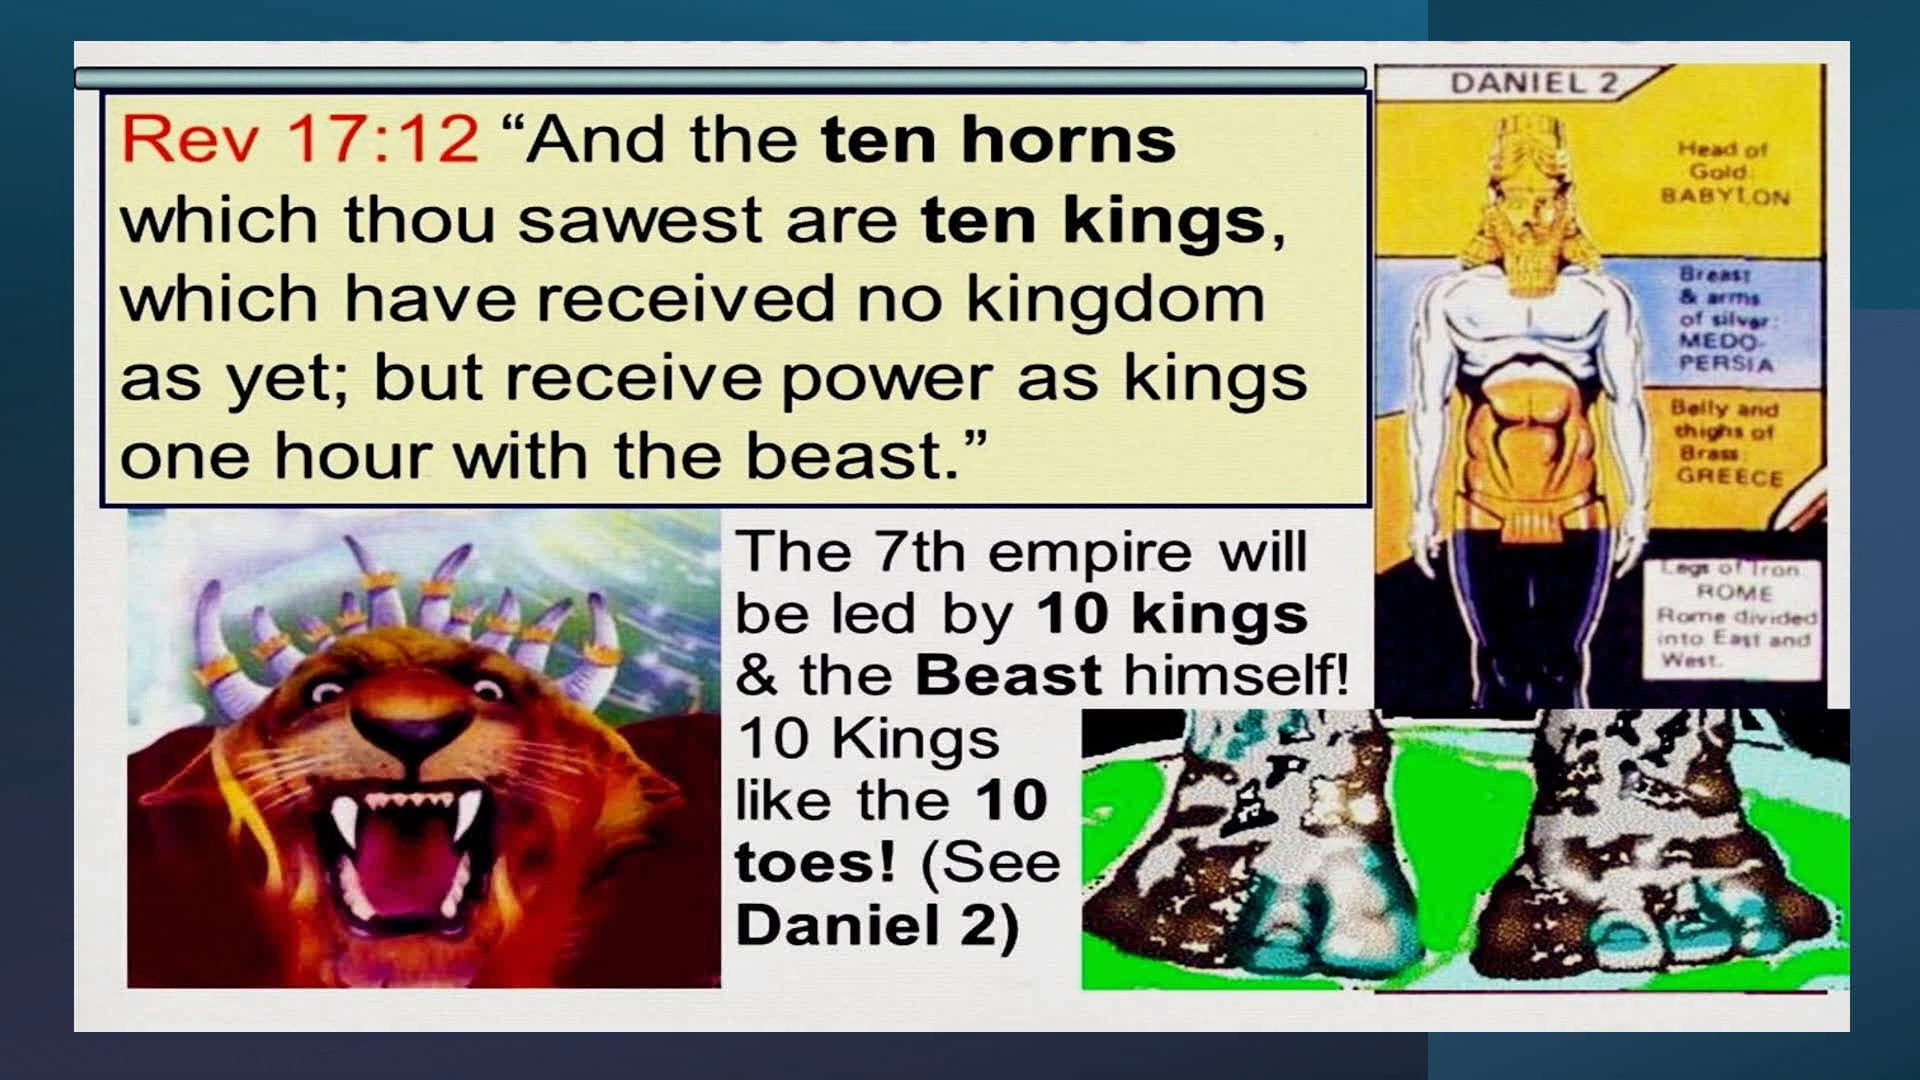 Rev 17:12 “And the ten horns
which thou sawest are ten kings,
which have received no kingdom
as yet; but receive power as kings
one hour with the beast.”
The 7th empire will
be led by 10 kings
& the Beast himself!
10 Kings
like the 10
toes! (See
Daniel 2)
DANIEL 2
Head of
Gold:
BABYLON
Breast
& arms
of silver:
MEDO-
PERSIA
Belly and
thighs of
Brass:
GREECE
Legs of Iron
ROME
Rome divided
into East and
West.